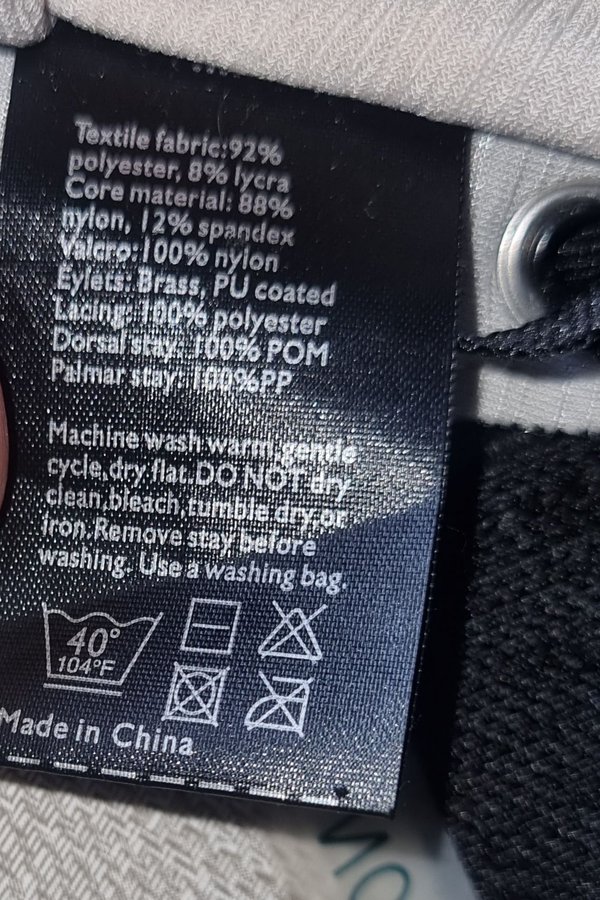 Textile fabric:92%
polyester, 8% lycra
Core material: 88%
nylon, 12% spandex
Valcro:100% nylon
Eylets: Brass, PU coated
Lacing: 100% polyester
Dorsal stay: 100% POM
Palmar stay: 100%PP
Machine wash warm,gentle
cycle,dry flat.DO NOT dry
clean,bleach,tumble dry,or
iron.Remove stay before
washing. Use a washing bag.
40°
104°F
Made in China